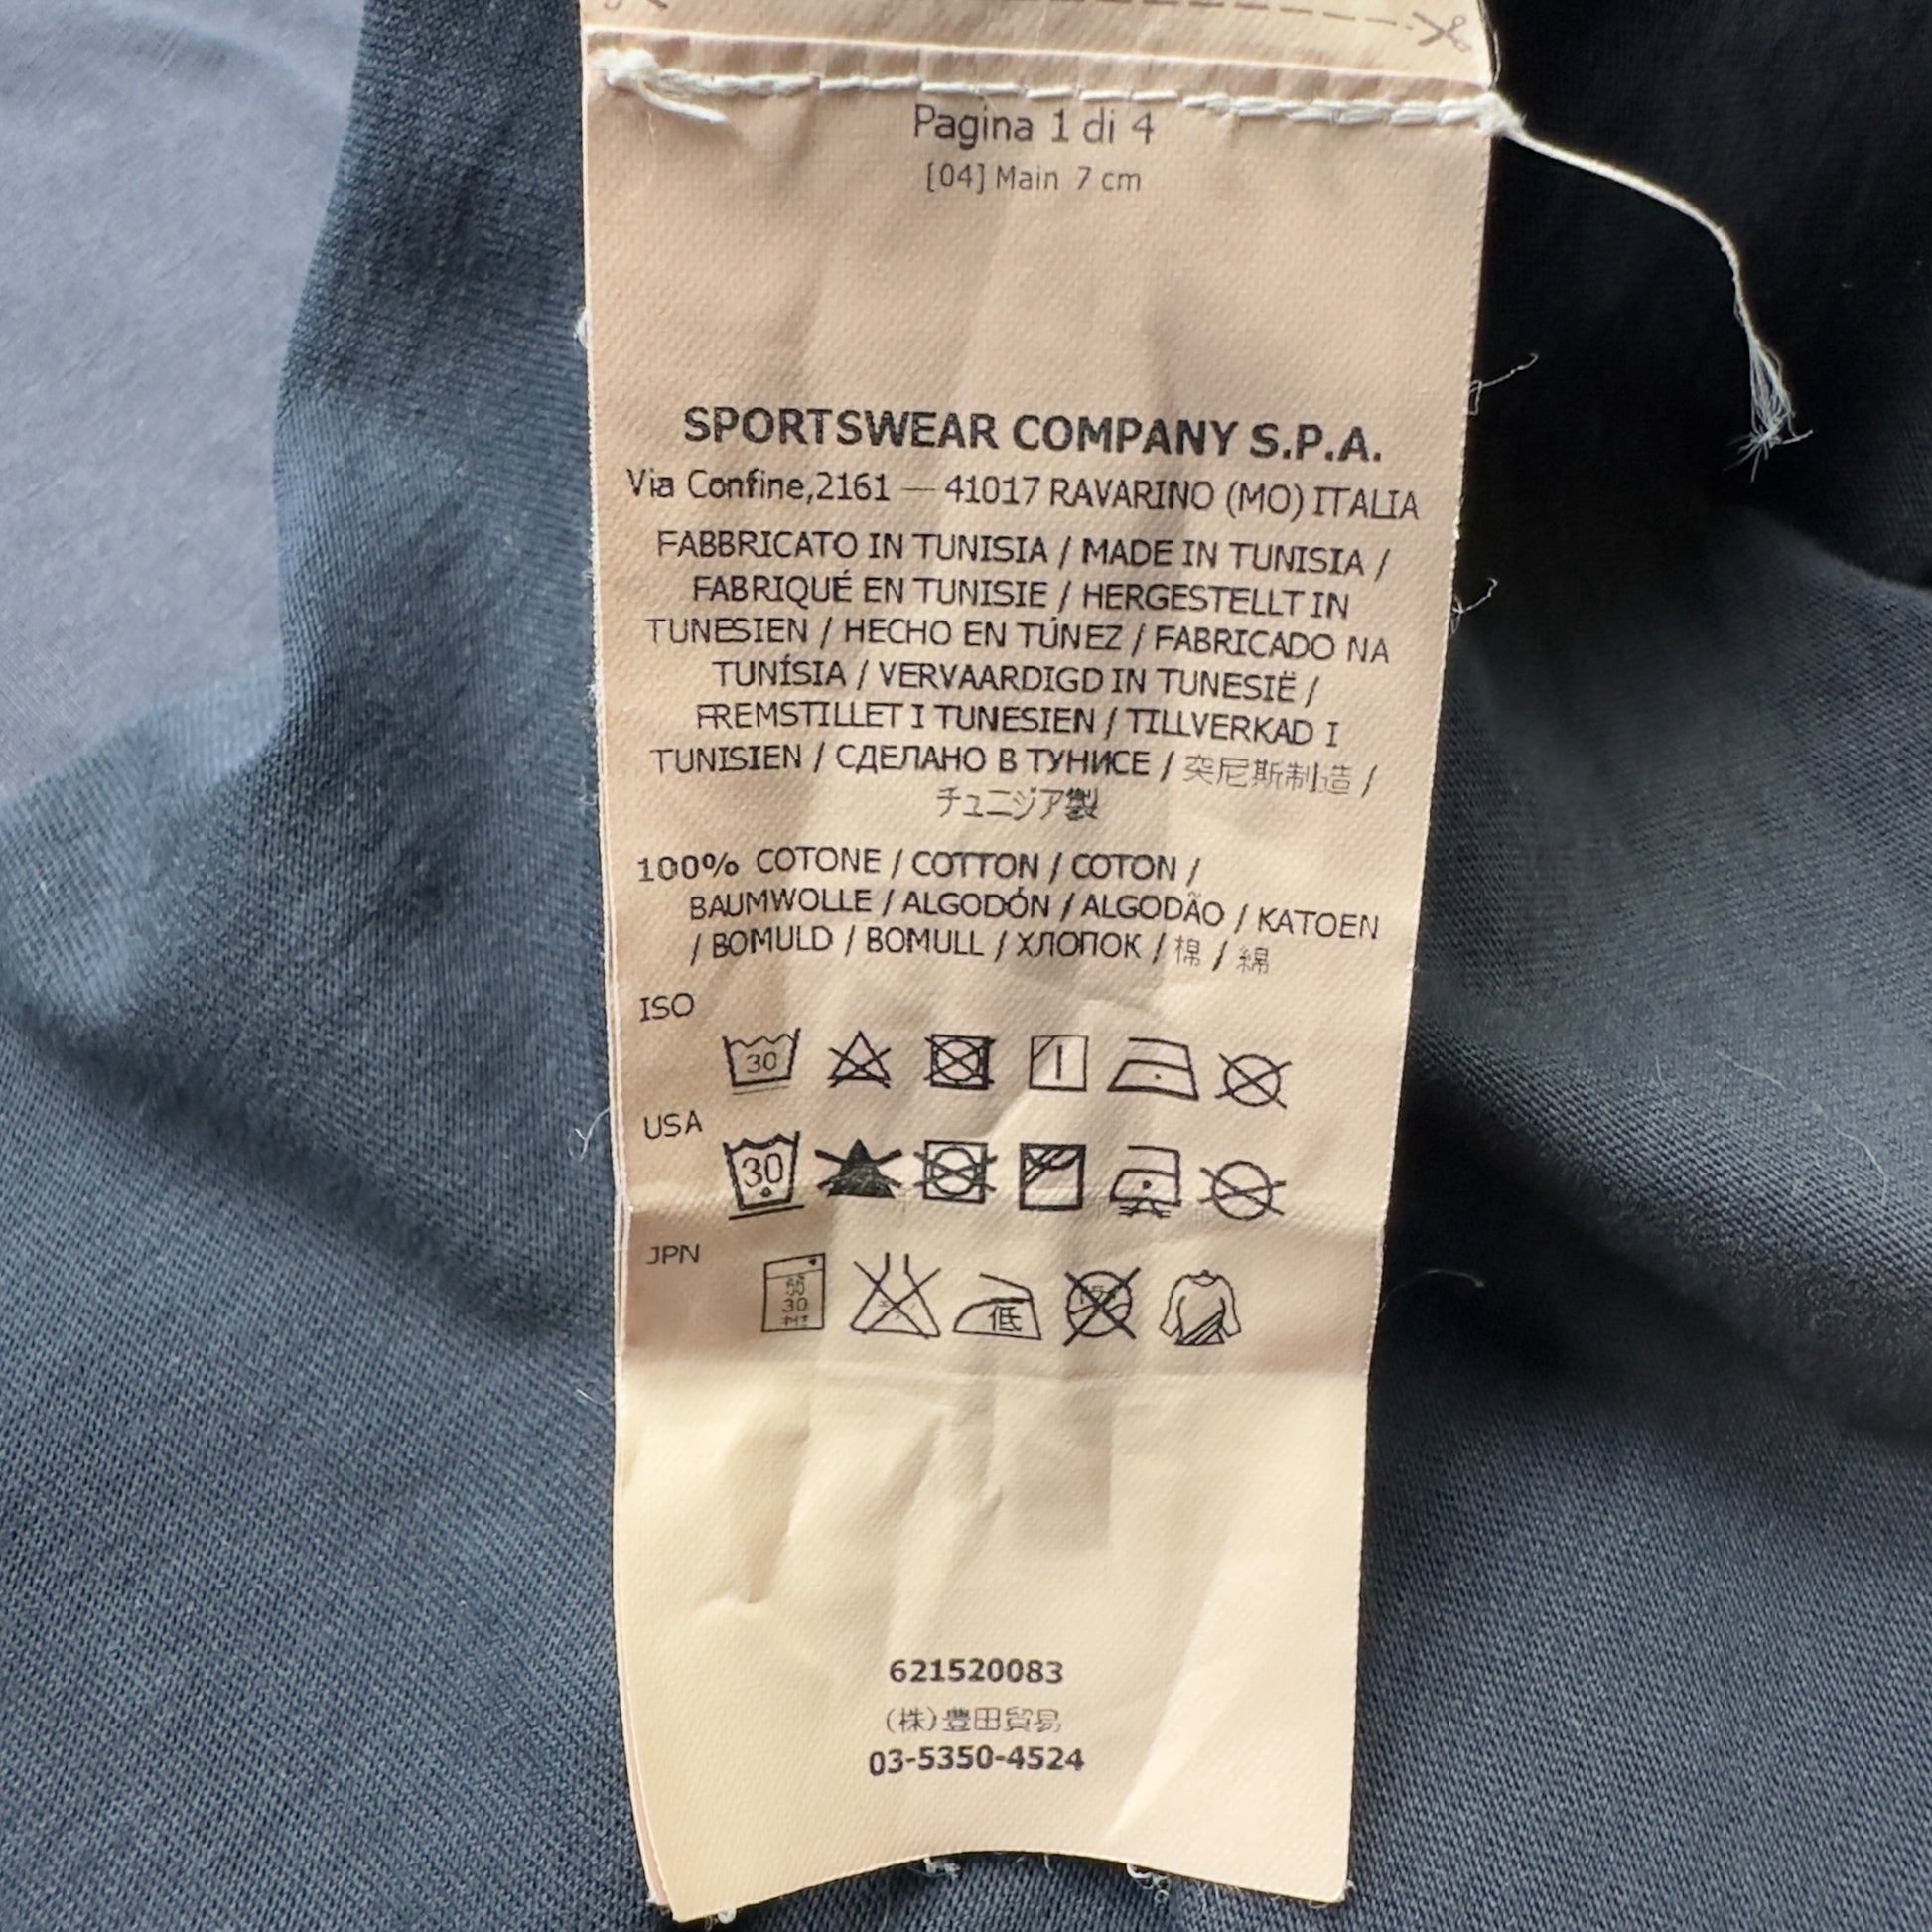 Pagina 1 di 4
[04] Main 7 cm
SPORTSWEAR COMPANY S.P.A.
Via Confine,2161 — 41017 RAVARINO (MO) ITALIA
FABBRICATO IN TUNISIA / MADE IN TUNISIA /
FABRIQUÉ EN TUNISIE / HERGESTELLT IN
TUNESIEN / HECHO EN TÚNEZ / FABRICADO NA
TUNÍSIA / VERVAARDIGD IN TUNESIË /
FREMSTILLET I TUNESIEN / TILLVERKAD I
TUNISIEN / СДЕЛАНО В ТУНИСЕ / 突尼斯制造 /
チュニジア製
100% COTONE / COTTON / COTON /
BAUMWOLLE / ALGODÓN / ALGODÃO / KATOEN
/ BOMULD / BOMULL / ХЛОПОК / 棉 / 綿
ISO
30
USA
30
JPN
30
低
621520083
(株)豊田貿易
03-5350-4524